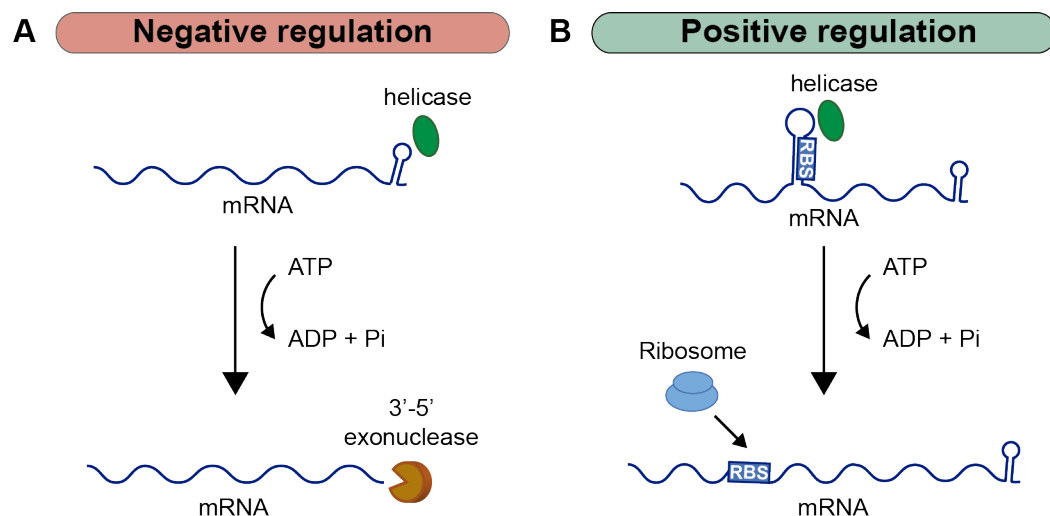 A
Negative regulation
helicase
mRNA
ATP
ADP + Pi
3’-5’
exonuclease
mRNA
B
Positive regulation
helicase
RBS
mRNA
ATP
ADP + Pi
Ribosome
RBS
mRNA